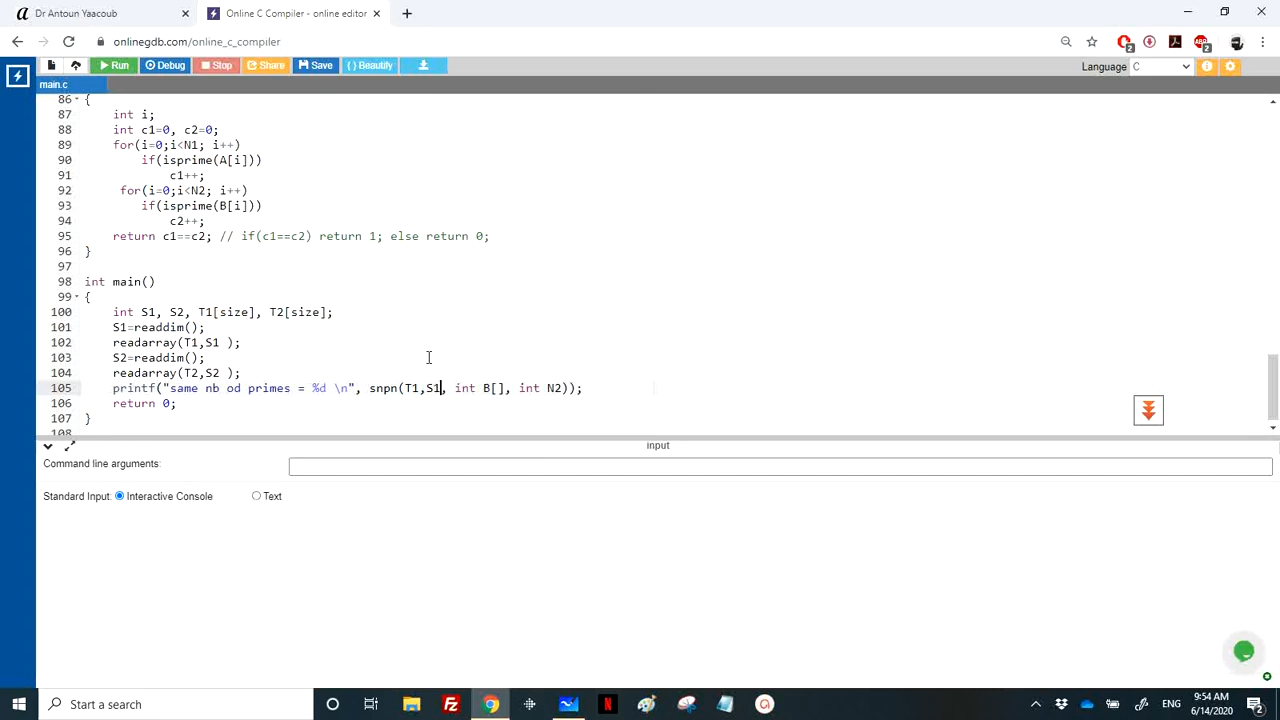 Dr Antoun Yaacoub
Online C Compiler - online editor
onlinegdb.com/online_c_compiler
Run Debug Stop Share Save { } Beautify Language C
main.c
86 {
87 int i;
88 int c1=0, c2=0;
89 for(i=0;i<N1; i++)
90 if(isprime(A[i]))
91 c1++;
92 for(i=0;i<N2; i++)
93 if(isprime(B[i]))
94 c2++;
95 return c1==c2; // if(c1==c2) return 1; else return 0;
96 }
97
98 int main()
99 {
100 int S1, S2, T1[size], T2[size];
101 S1=readdim();
102 readarray(T1,S1 );
103 S2=readdim();
104 readarray(T2,S2 );
105 printf("same nb od primes = %d \n", snpn(T1,S1, int B[], int N2));
106 return 0;
107 }
108
input
Command line arguments:
Standard Input: Interactive Console Text
Start a search
ENG
9:54 AM
6/14/2020